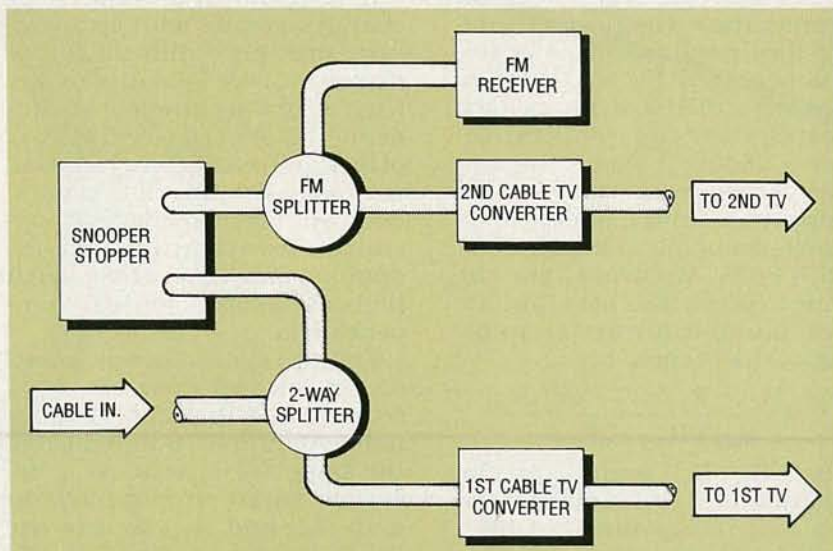 FM
RECEIVER
FM
SPLITTER
2ND CABLE TV
CONVERTER
TO 2ND TV
SNOOPER
STOPPER
CABLE IN.
2-WAY
SPLITTER
1ST CABLE TV
CONVERTER
TO 1ST TV